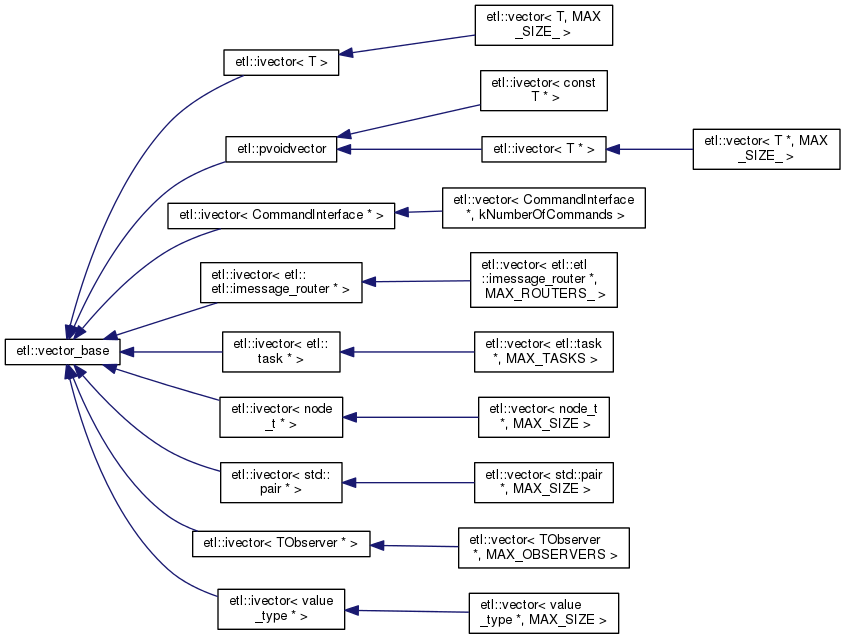 etl::vector< T, MAX
_SIZE_ >
etl::ivector< T >
etl::ivector< const
T * >
etl::pvoidvector
etl::ivector< T * >
etl::vector< T *, MAX
_SIZE_ >
etl::ivector< CommandInterface * >
etl::vector< CommandInterface
*, kNumberOfCommands >
etl::ivector< etl::
etl::imessage_router * >
etl::vector< etl::etl
::imessage_router *,
MAX_ROUTERS_ >
etl::vector_base
etl::ivector< etl::
task * >
etl::vector< etl::task
*, MAX_TASKS >
etl::ivector< node
_t * >
etl::vector< node_t
*, MAX_SIZE >
etl::ivector< std::
pair * >
etl::vector< std::pair
*, MAX_SIZE >
etl::ivector< TObserver * >
etl::vector< TObserver
*, MAX_OBSERVERS >
etl::ivector< value
_type * >
etl::vector< value
_type *, MAX_SIZE >